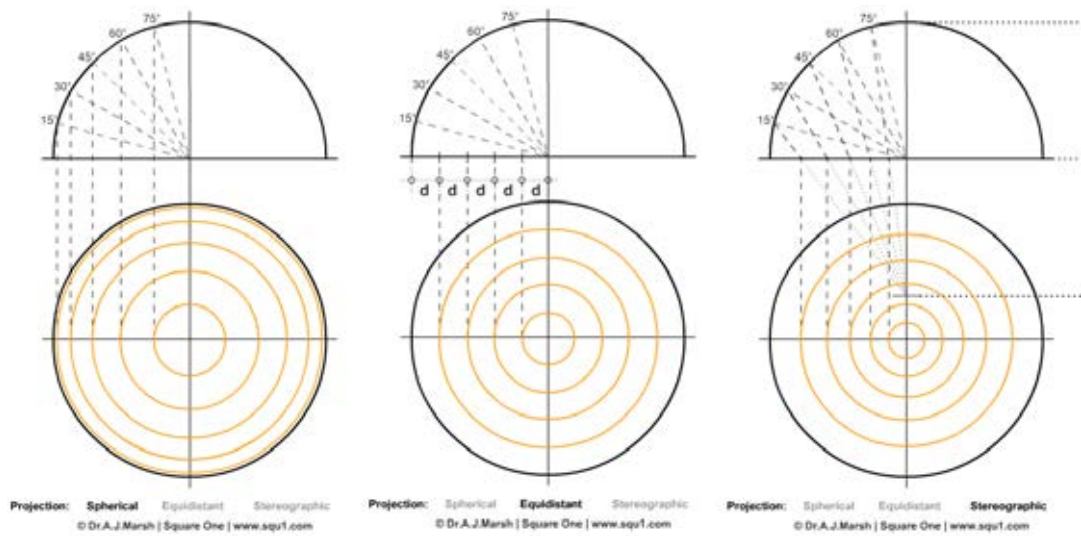 75°
60°
45°
30°
15°
75°
60°
45°
30°
15°
d d d d d
75°
60°
45°
30°
15°
Projection: Spherical Equidistant Stereographic
© Dr.A.J.Marsh | Square One | www.squ1.com
Projection: Spherical Equidistant Stereographic
© Dr.A.J.Marsh | Square One | www.squ1.com
Projection: Spherical Equidistant Stereographic
© Dr.A.J.Marsh | Square One | www.squ1.com